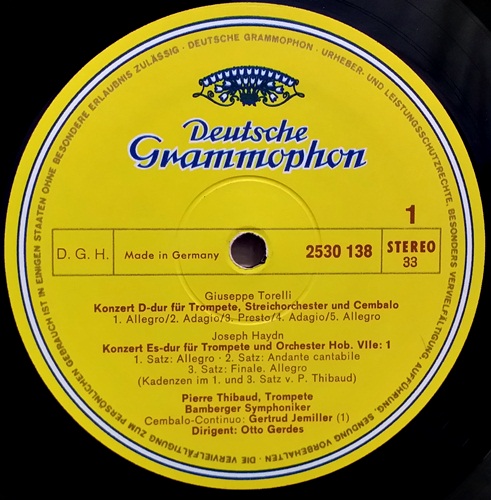 Deutsche
Grammophon
1
D. G. H.
Made in Germany
2530 138
STEREO
33
Giuseppe Torelli
Konzert D-dur für Trompete, Streichorchester und Cembalo
1. Allegro/2. Adagio/3. Presto/4. Adagio/5. Allegro
Joseph Haydn
Konzert Es-dur für Trompete und Orchester Hob. VIIe: 1
1. Satz: Allegro · 2. Satz: Andante cantabile
3. Satz: Finale. Allegro
(Kadenzen im 1. und 3. Satz v. P. Thibaud)
Pierre Thibaud, Trompete
Bamberger Symphoniker
Cembalo-Continuo: Gertrud Jemiller (1)
Dirigent: Otto Gerdes
DEUTSCHE GRAMMOPHON · URHEBER- UND LEISTUNGSSCHUTZRECHTE, BESONDERS VERVIELFÄLTIGUNG, AUFFÜHRUNG, SENDUNG VORBEHALTEN · DIE VERVIELFÄLTIGUNG ZUM PERSÖNLICHEN GEBRAUCH IST IN EINIGEN STAATEN OHNE BESONDERE ERLAUBNIS ZULÄSSIG ·